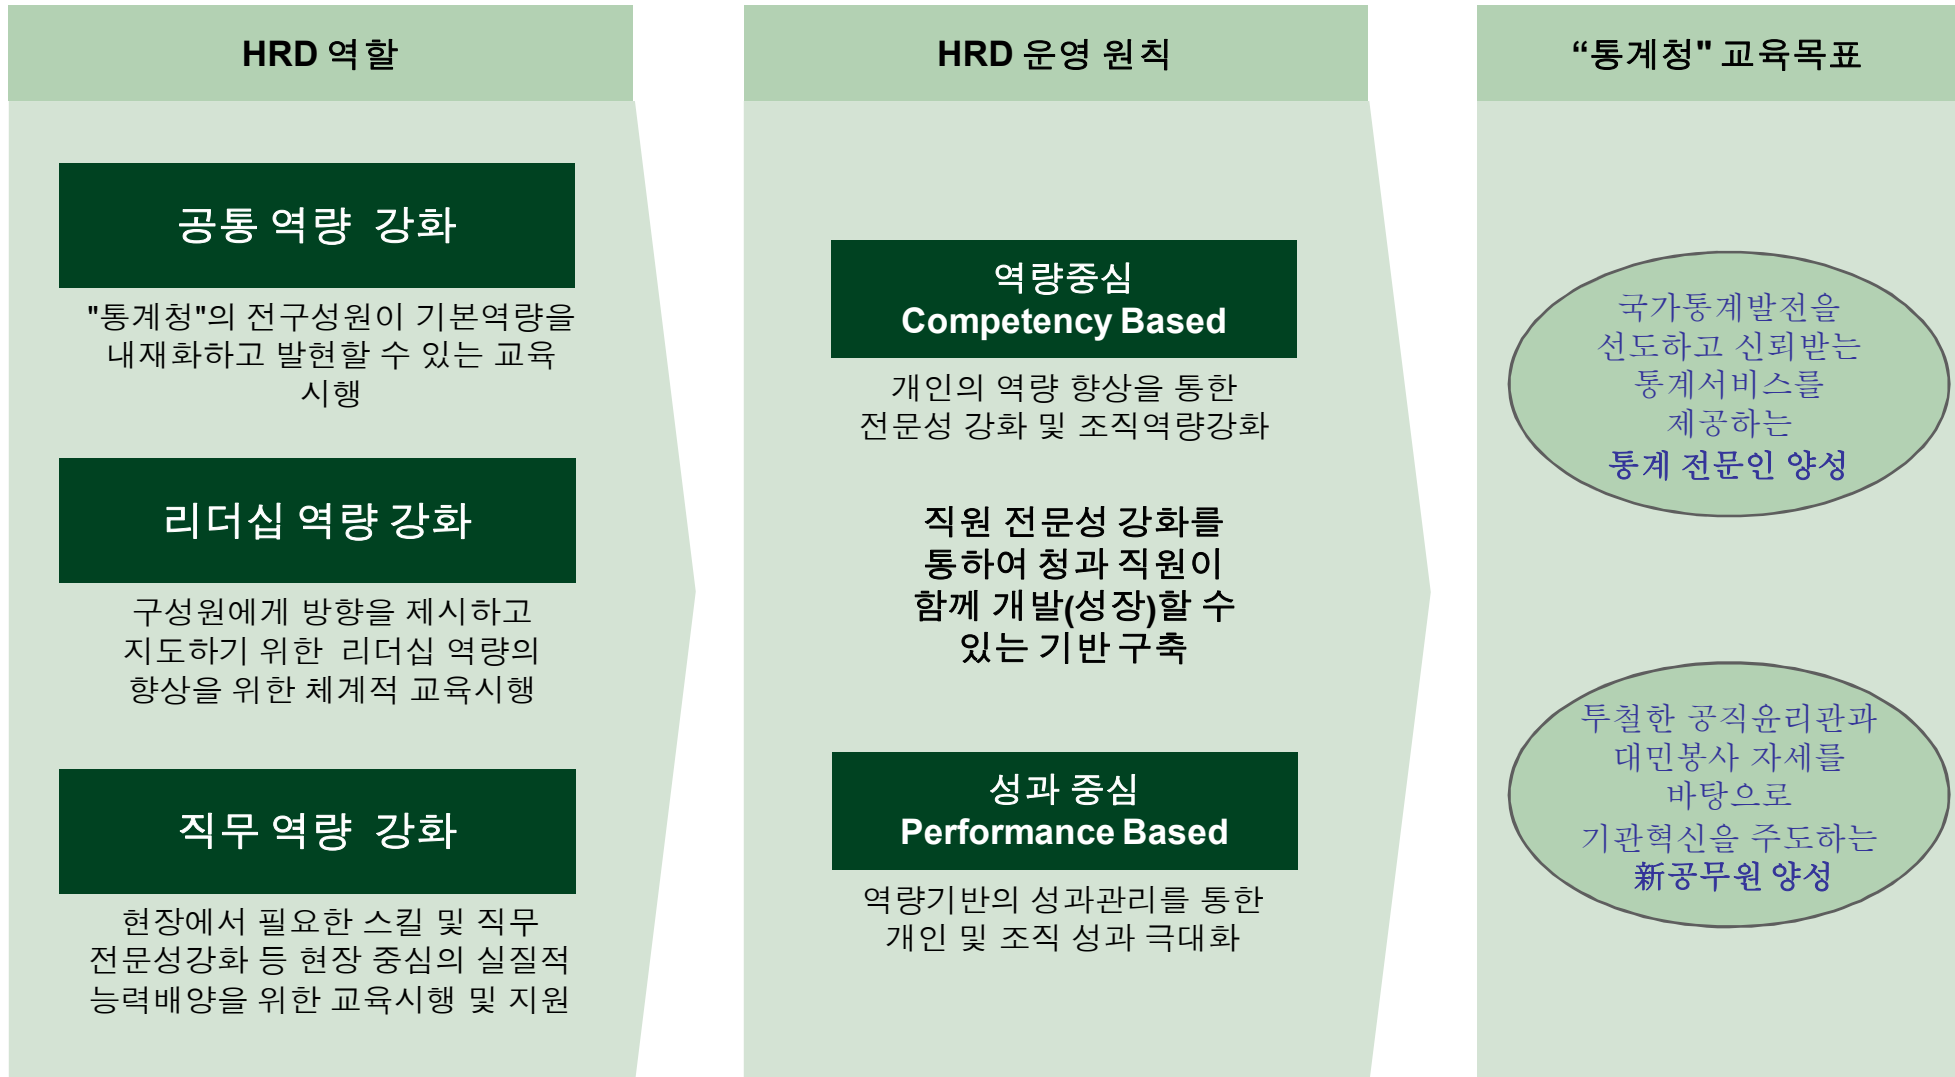 HRD 역할
공통 역량 강화
"통계청"의 전구성원이 기본역량을
내재화하고 발현할 수 있는 교육
시행
리더십 역량 강화
구성원에게 방향을 제시하고
지도하기 위한 리더십 역량의
향상을 위한 체계적 교육시행
직무 역량 강화
현장에서 필요한 스킬 및 직무
전문성강화 등 현장 중심의 실질적
능력배양을 위한 교육시행 및 지원
HRD 운영 원칙
역량중심
Competency Based
개인의 역량 향상을 통한
전문성 강화 및 조직역량강화
직원 전문성 강화를
통하여 청과 직원이
함께 개발(성장)할 수
있는 기반 구축
성과 중심
Performance Based
역량기반의 성과관리를 통한
개인 및 조직 성과 극대화
“통계청" 교육목표
국가통계발전을
선도하고 신뢰받는
통계서비스를
제공하는
통계 전문인 양성
투철한 공직윤리관과
대민봉사 자세를
바탕으로
기관혁신을 주도하는
新공무원 양성